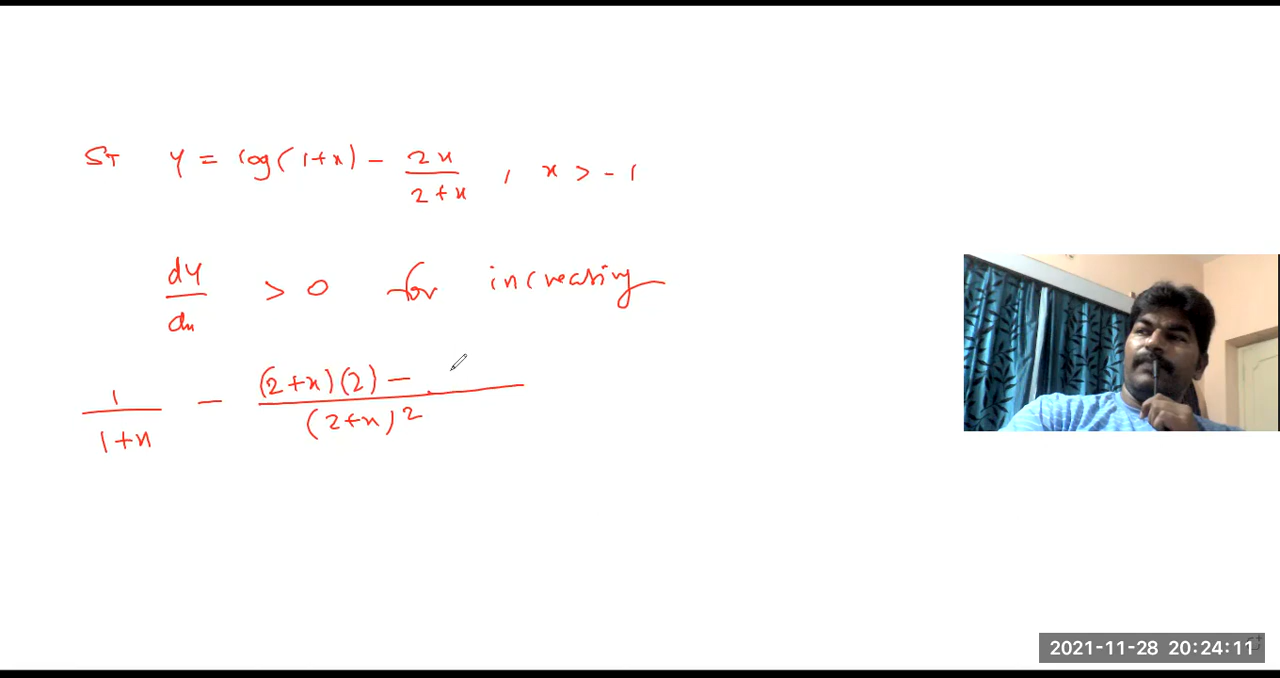 ST y = log(1+x) - 2x/2+x , x > -1
dy/dx > 0 for increasing
1/1+x - (2+x)(2) - /(2+x)2
2021-11-28 20:24:11